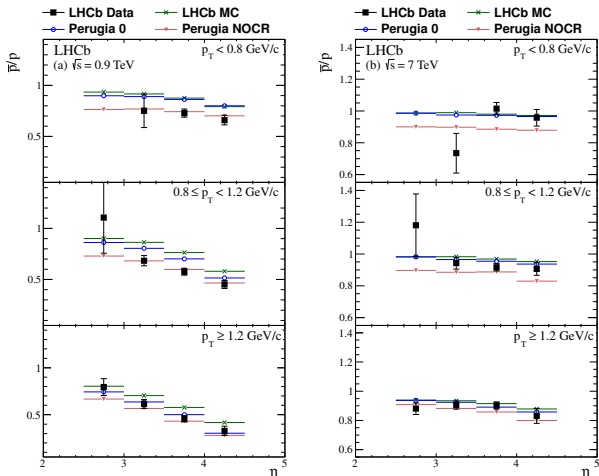 LHCb Data LHCb MC
Perugia 0 Perugia NOCR
LHCb Data LHCb MC
Perugia 0 Perugia NOCR
p̅/p
LHCb
(a) √s = 0.9 TeV
p_T < 0.8 GeV/c
1
0.5
0.8 ≤ p_T < 1.2 GeV/c
1
0.5
p_T ≥ 1.2 GeV/c
1
0.5
2 3 4 5
η
p̅/p
LHCb
(b) √s = 7 TeV
p_T < 0.8 GeV/c
1.4
1.2
1
0.8
0.6
0.8 ≤ p_T < 1.2 GeV/c
1.4
1.2
1
0.8
0.6
p_T ≥ 1.2 GeV/c
1.4
1.2
1
0.8
0.6
2 3 4 5
η